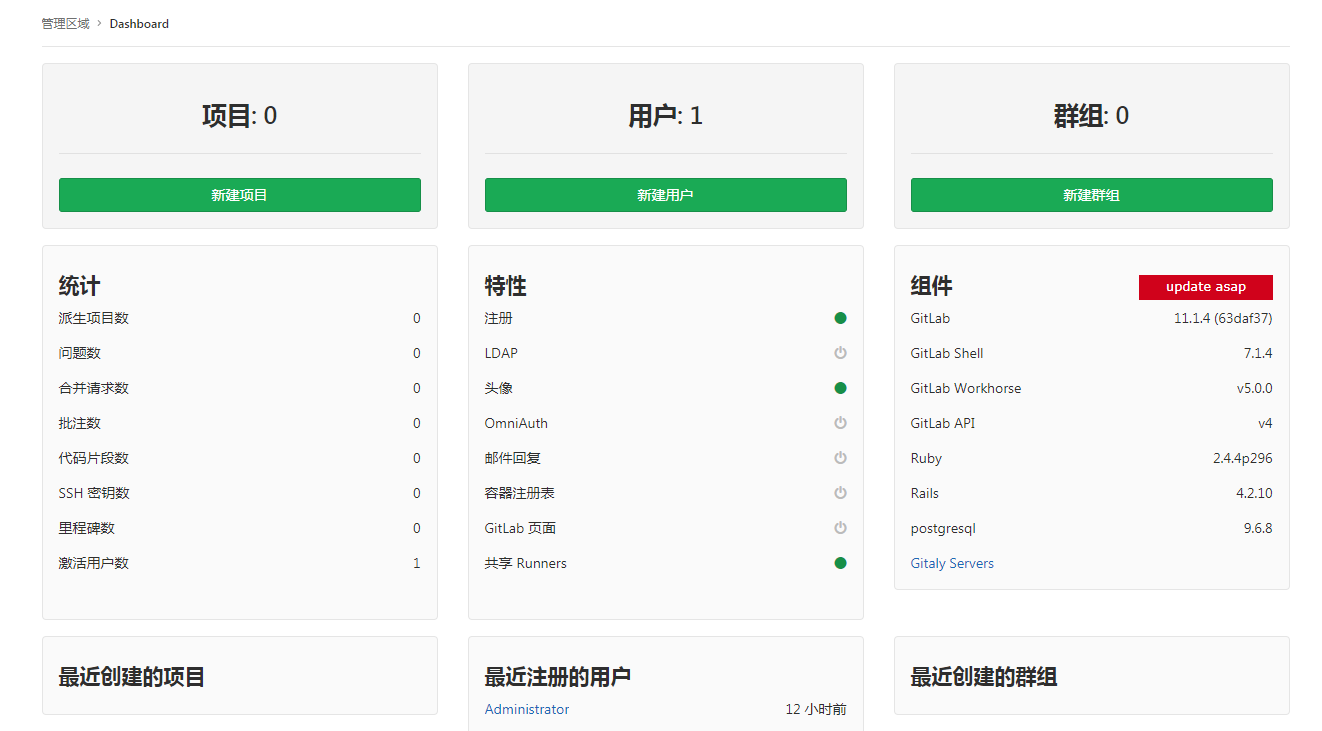 管理区域 › Dashboard
项目: 0
新建项目
用户: 1
新建用户
群组: 0
新建群组
统计
派生项目数 0
问题数 0
合并请求数 0
批注数 0
代码片段数 0
SSH 密钥数 0
里程碑数 0
激活用户数 1
特性
注册
LDAP
头像
OmniAuth
邮件回复
容器注册表
GitLab 页面
共享 Runners
组件 update asap
GitLab 11.1.4 (63daf37)
GitLab Shell 7.1.4
GitLab Workhorse v5.0.0
GitLab API v4
Ruby 2.4.4p296
Rails 4.2.10
postgresql 9.6.8
Gitaly Servers
最近创建的项目
最近注册的用户
Administrator 12 小时前
最近创建的群组